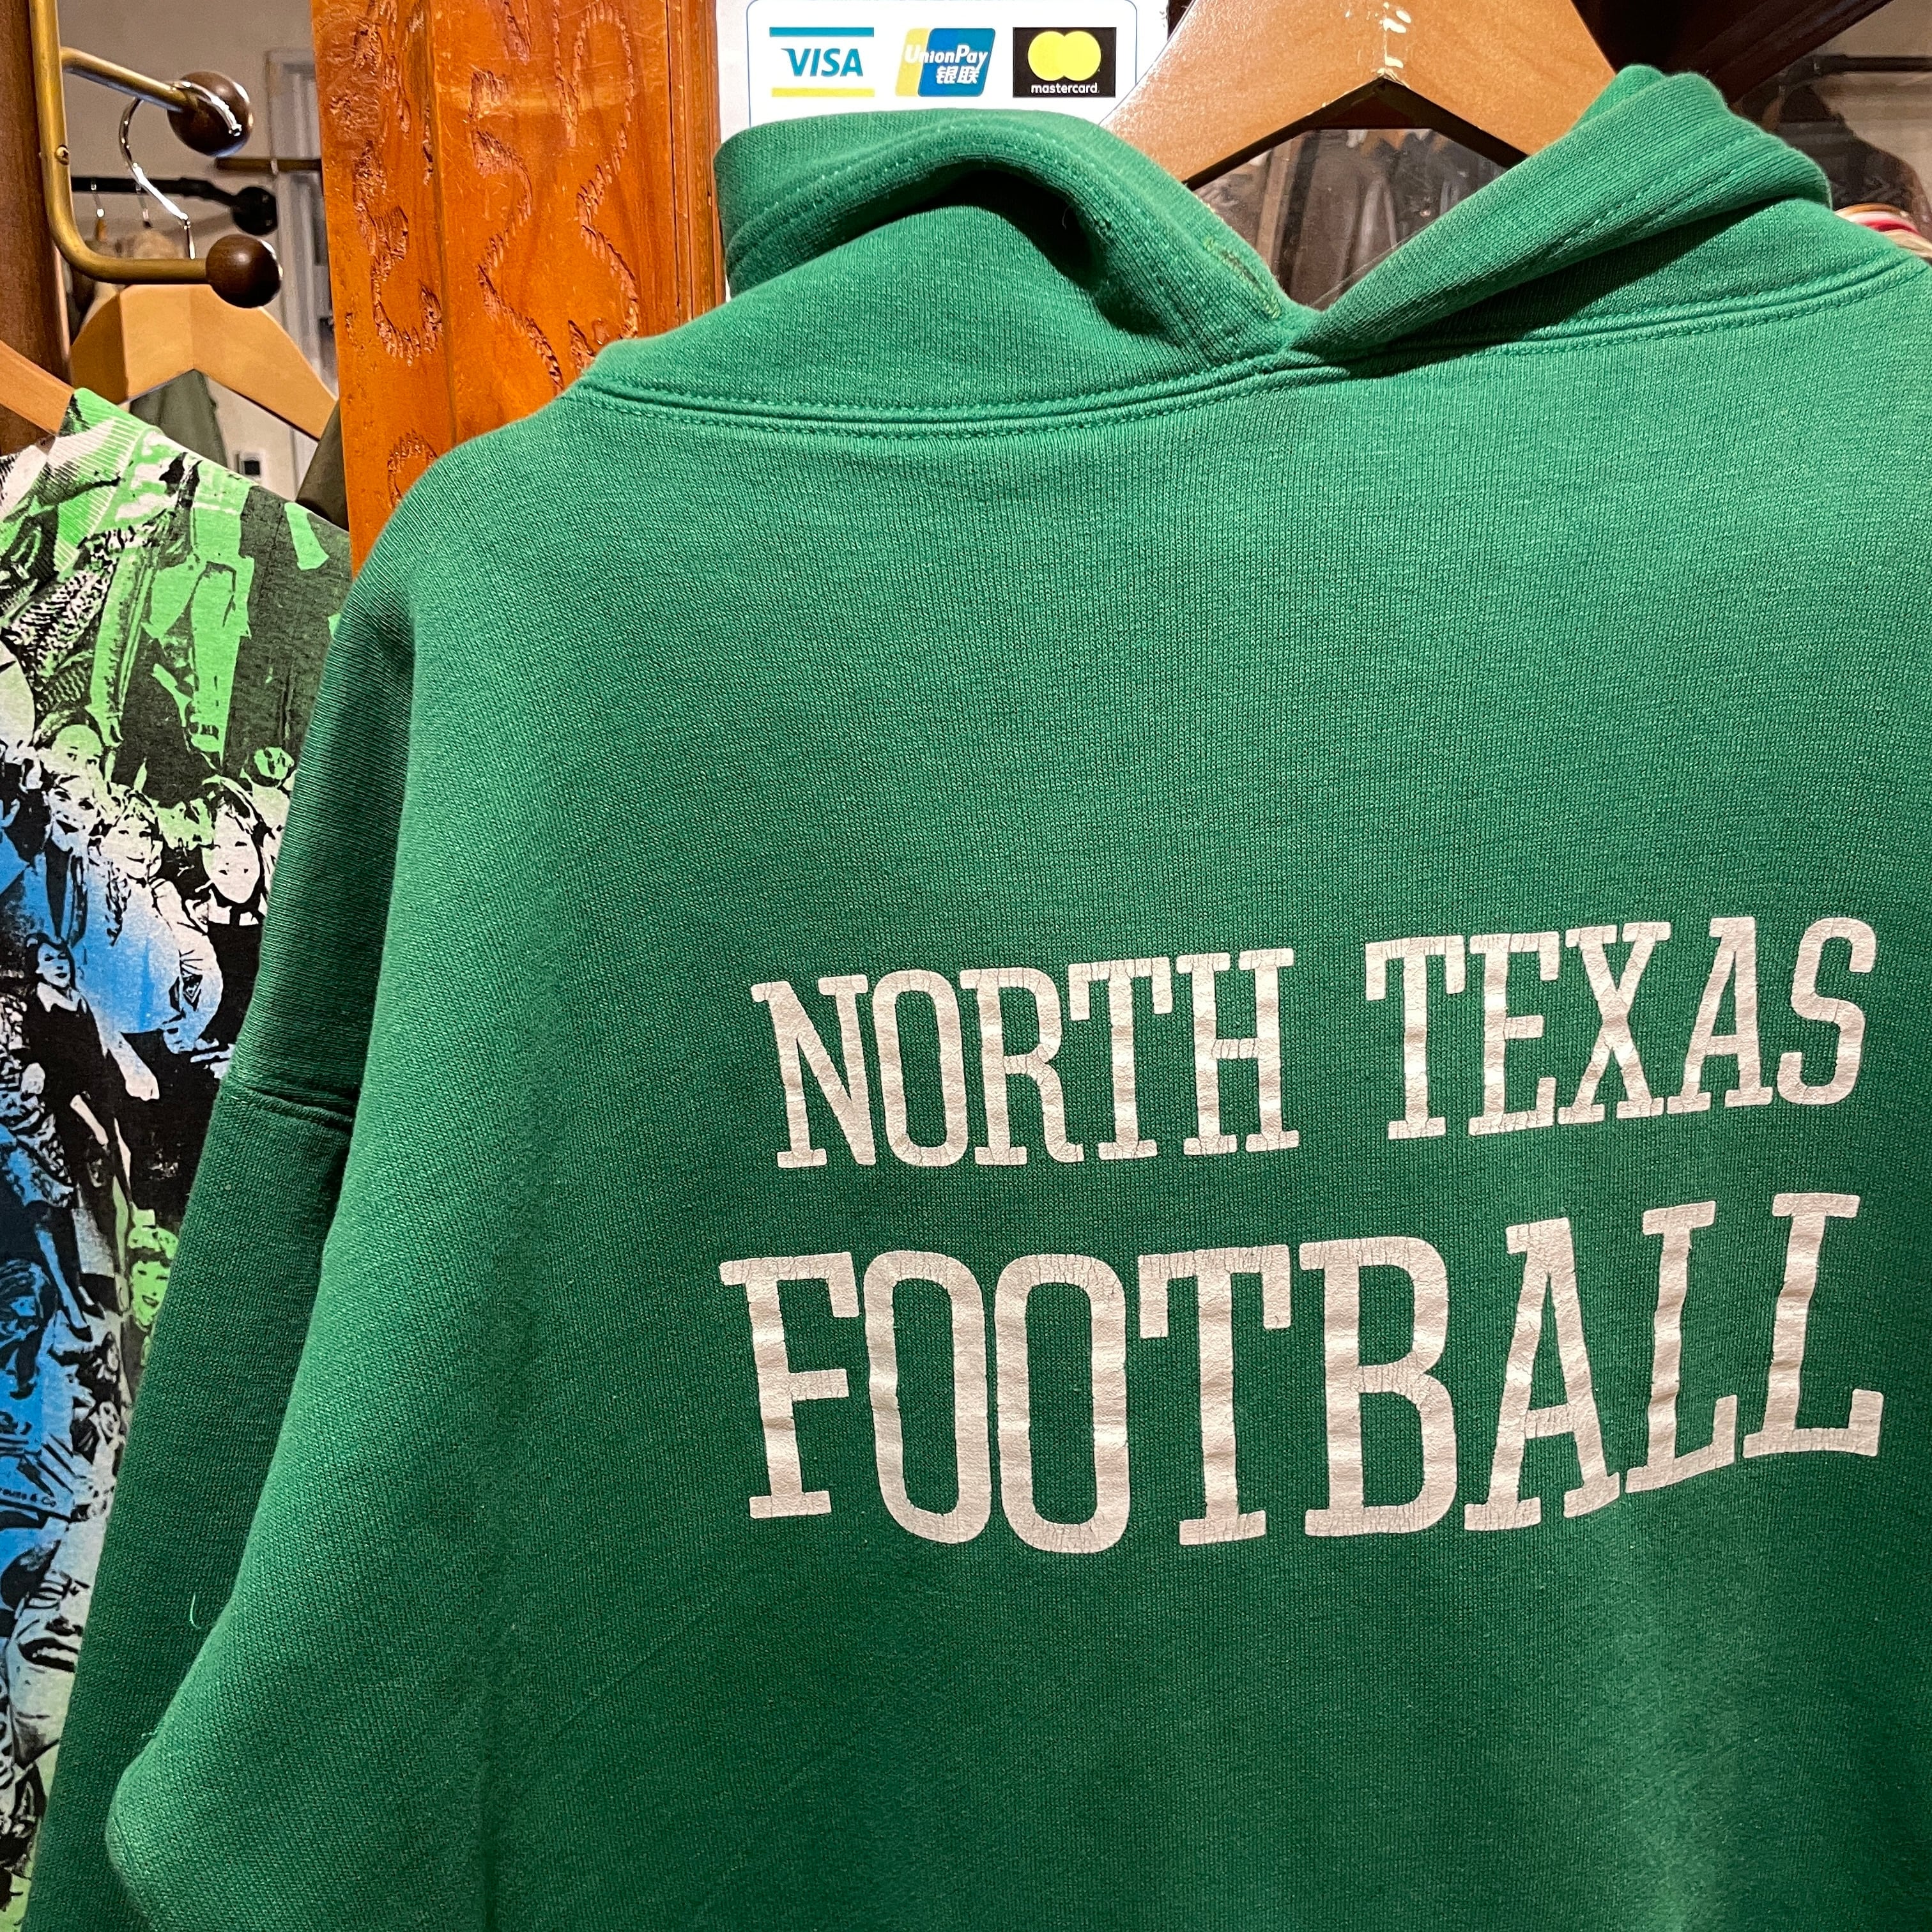 VISA
UnionPay
银联
mastercard.
NORTH TEXAS
FOOTBALL